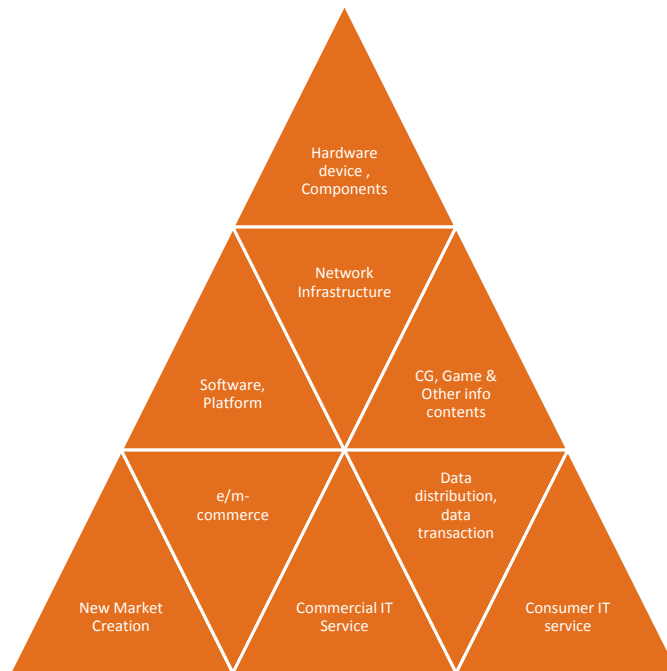 Hardware
device ,
Components
Network
Infrastructure
Software,
Platform
CG, Game &
Other info
contents
e/m-
commerce
Data
distribution,
data
transaction
New Market
Creation
Commercial IT
Service
Consumer IT
service